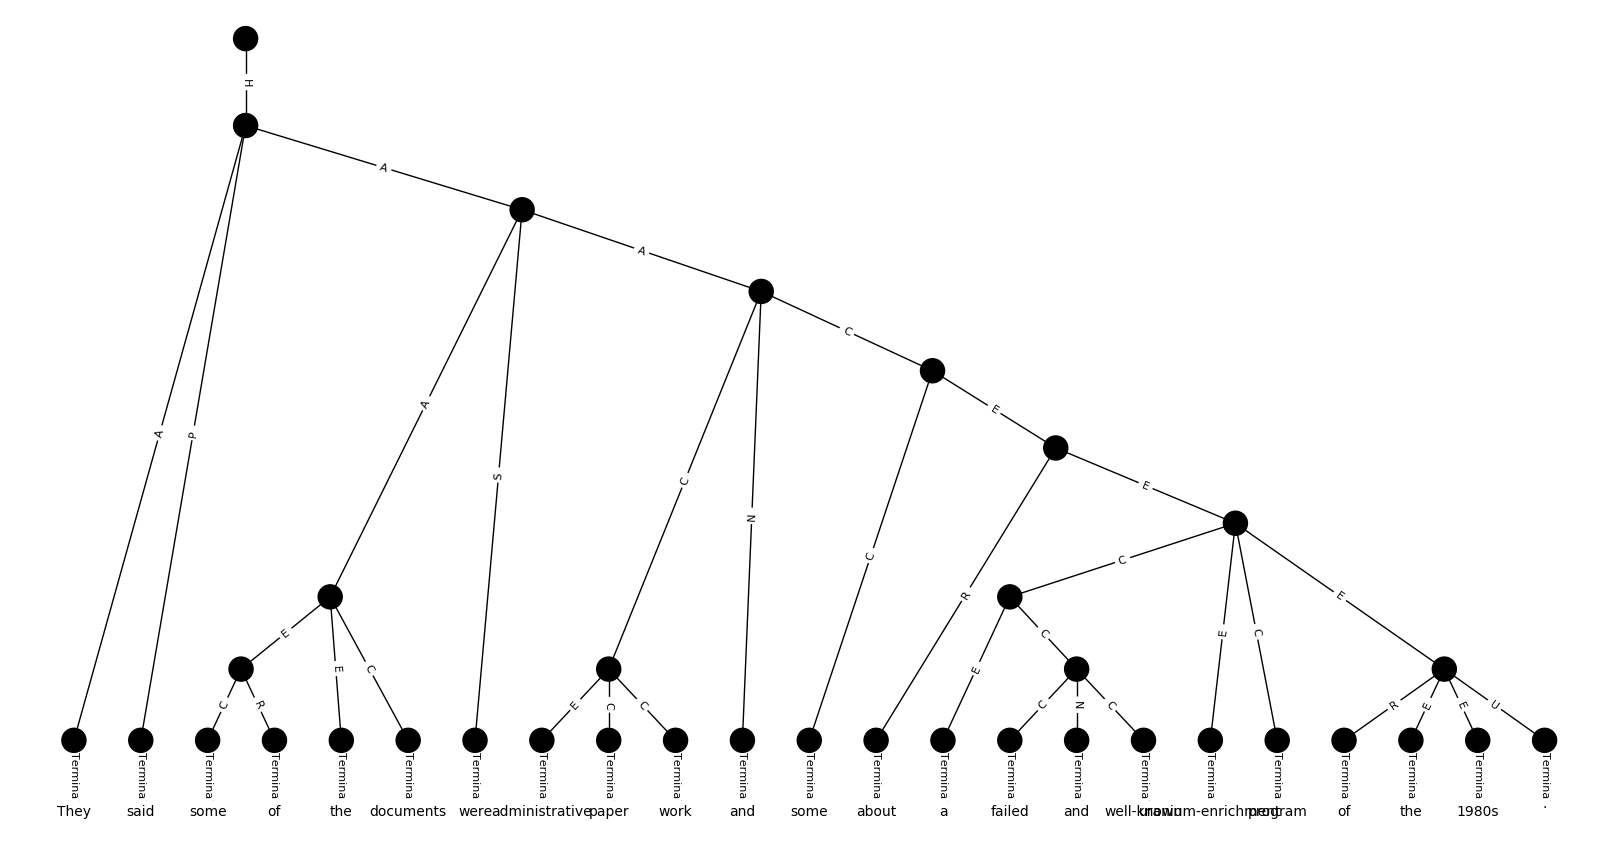 H
A
A
A P
A
S
C
N
C
E
E
C
R
C
E
C
E
E
E C
C R
E C C
E
C N C
R E E U
Termina Termina Termina Termina Termina Termina Termina Termina Termina Termina Termina Termina Termina Termina Termina Termina Termina Termina Termina Termina Termina Termina Termina
They said some of the documents were administrative paper work and some about a failed and well-known uranium-enrichment program of the 1980s .